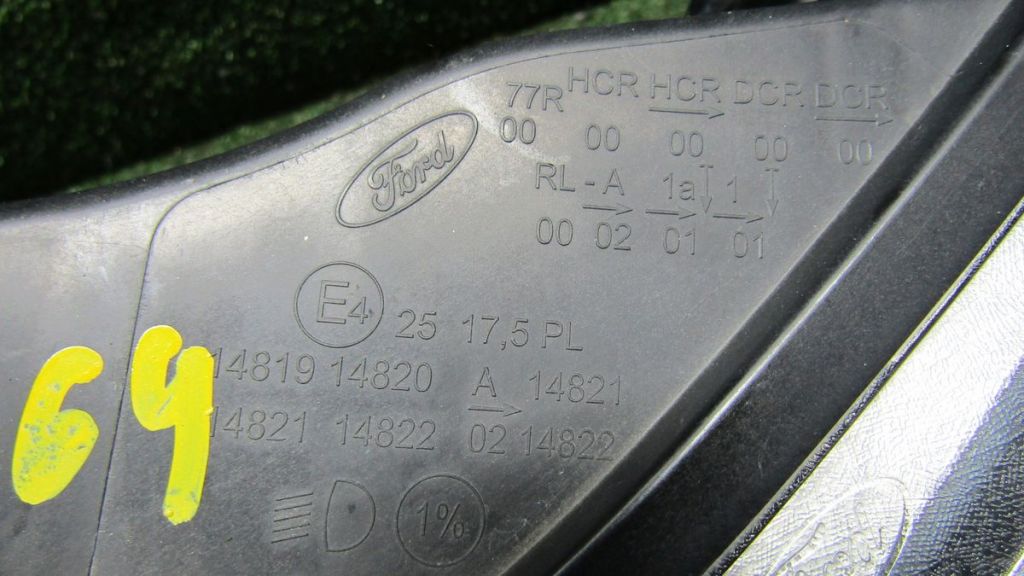 77R HCR HCR DCR DCR
00 00 00 00 00
Ford
RL - A 1a 1
00 02 01 01
E4 25 17,5 PL
14819 14820 A 14821
14821 14822 02 14822
1%
69